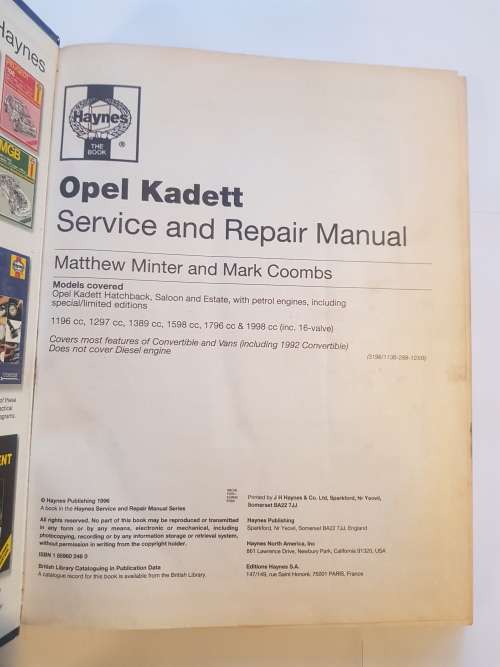 Haynes
MGB
Haynes
THE
BOOK
®
Opel Kadett
Service and Repair Manual
Matthew Minter and Mark Coombs
Models covered
Opel Kadett Hatchback, Saloon and Estate, with petrol engines, including
special/limited editions
1196 cc, 1297 cc, 1389 cc, 1598 cc, 1796 cc & 1998 cc (inc. 16-valve)
Covers most features of Convertible and Vans (including 1992 Convertible)
Does not cover Diesel engine
of these
© Haynes Publishing 1996
A book in the Haynes Service and Repair Manual Series
All rights reserved. No part of this book may be reproduced or transmitted
in any form or by any means, electronic or mechanical, including
photocopying, recording or by any information storage or retrieval system,
without permission in writing from the copyright holder.
ISBN 1 85960 248 0
British Library Cataloguing in Publication Data
A catalogue record for this book is available from the British Library.
Printed by J H Haynes & Co. Ltd, Sparkford, Nr Yeovil,
Somerset BA22 7JJ
Haynes Publishing
Sparkford, Nr Yeovil, Somerset BA22 7JJ, England
Haynes North America, Inc
861 Lawrence Drive, Newbury Park, California 91320, USA
Editions Haynes S.A.
147/149, rue Saint Honoré, 75001 PARIS, France